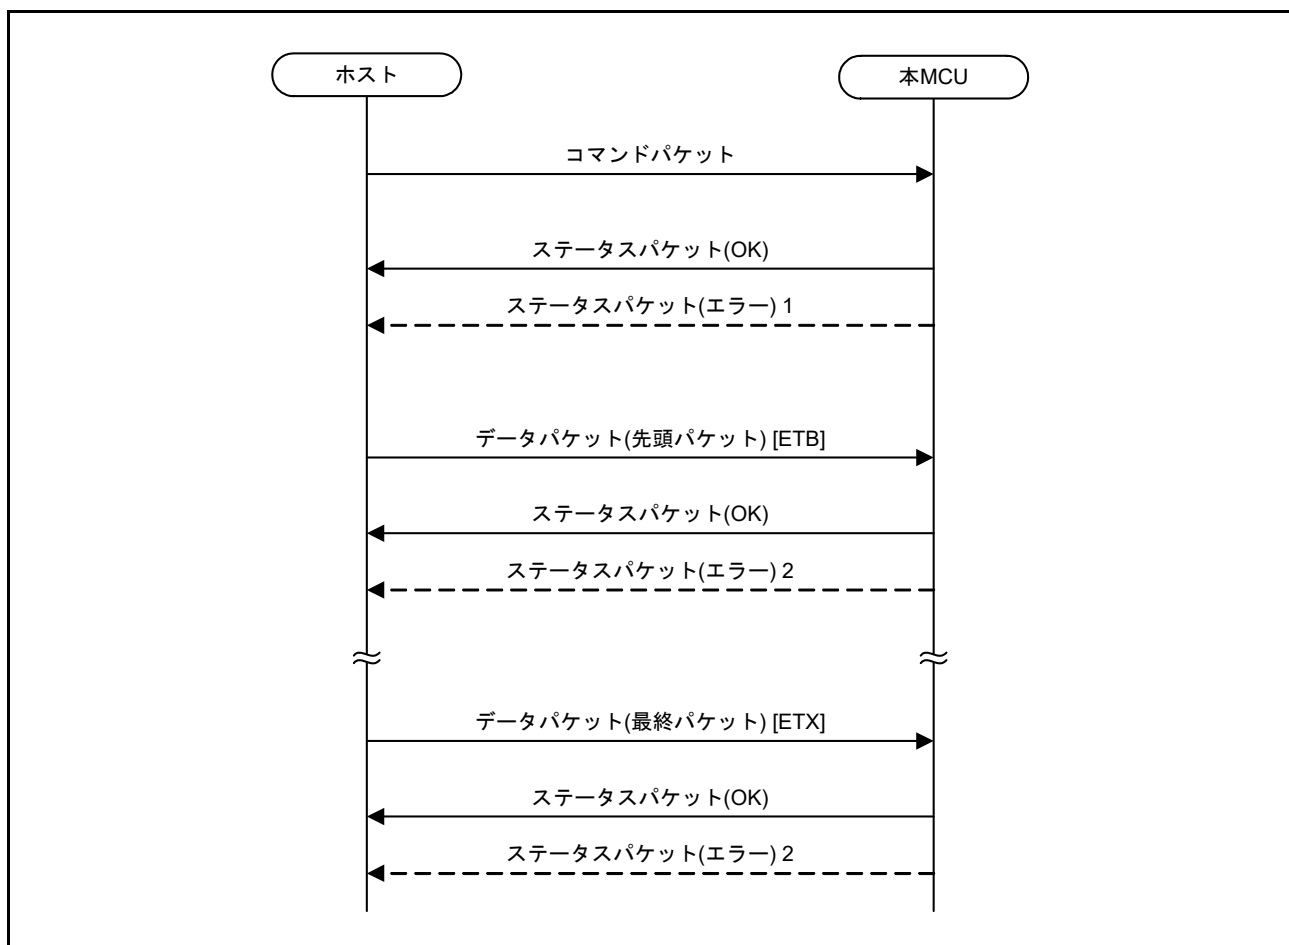 ホスト
本MCU
コマンドパケット
ステータスパケット(OK)
ステータスパケット(エラー) 1
データパケット(先頭パケット) [ETB]
ステータスパケット(OK)
ステータスパケット(エラー) 2
データパケット(最終パケット) [ETX]
ステータスパケット(OK)
ステータスパケット(エラー) 2